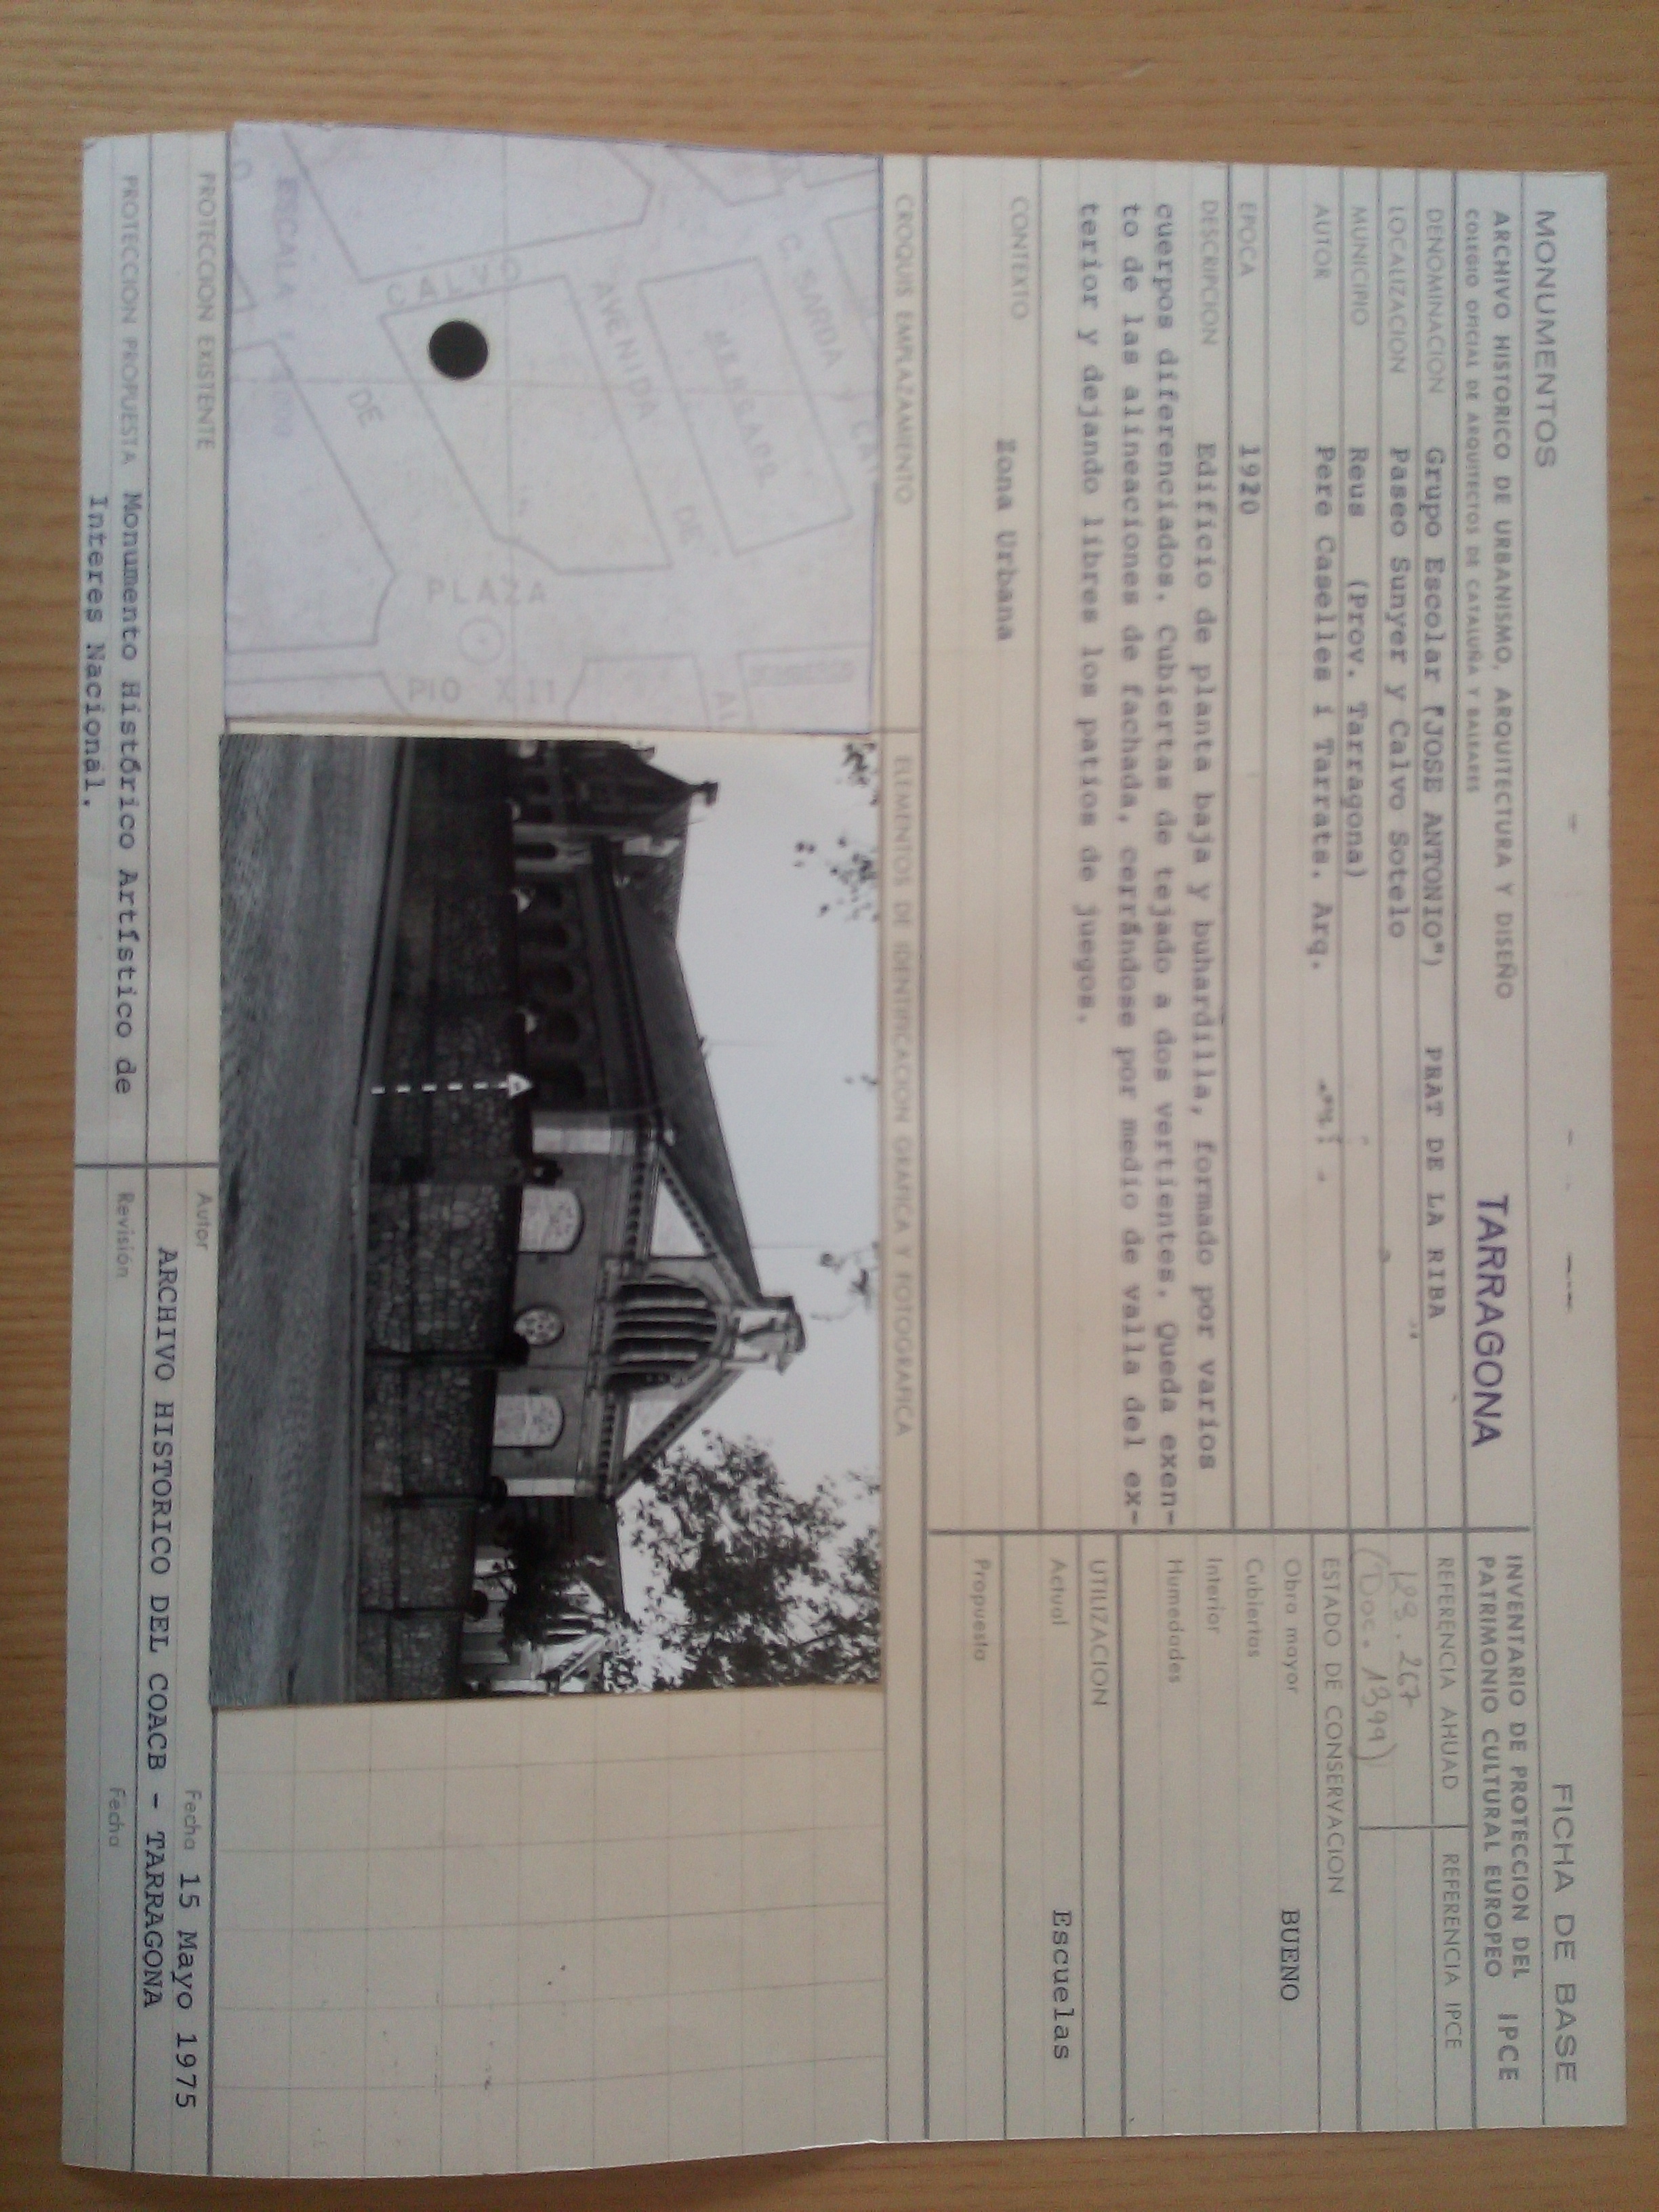 MONUMENTOS
FICHA DE BASE
ARCHIVO HISTORICO DE URBANISMO, ARQUITECTURA Y DISEÑO
COLEGIO OFICIAL DE ARQUITECTOS DE CATALUÑA Y BALEARES
TARRAGONA
INVENTARIO DE PROTECCION DEL
PATRIMONIO CULTURAL EUROPEO
IPCE
DENOMINACION Grupo Escolar "JOSE ANTONIO") PRAT DE LA RIBA
LOCALIZACION Paseo Sunyer y Calvo Sotelo
MUNICIPIO Reus (Prov. Tarragona)
AUTOR Pere Caselles i Tarrats. Arq.
EPOCA 1920
DESCRIPCION Edificio de planta baja y buhardilla, formado por varios
cuerpos diferenciados. Cubiertas de tejado a dos vertientes. Queda exen-
to de las alineaciones de fachada, cerrándose por medio de valla del ex-
terior y dejando libres los patios de juegos.
CONTEXTO Zona Urbana
REFERENCIA AHUAD
REFERENCIA IPCE
(Doc. 1399)
ESTADO DE CONSERVACION
Obra mayor BUENO
Cubiertas
Interior
Humedades
UTILIZACION
Actual Escuelas
Propuesta
CROQUIS EMPLAZAMIENTO
ELEMENTOS DE IDENTIFICACION GRAFICA Y FOTOGRAFICA
C. SARDA Y
MERCADO
AVENIDA DE
CALVO
DE
PLAZA
PIO XII
ESCALA
PROTECCION EXISTENTE
PROTECCION PROPUESTA Monumento Histórico Artístico de
Interes Nacional.
Autor
Fecha 15 Mayo 1975
ARCHIVO HISTORICO DEL COACB - TARRAGONA
Revisión
Fecha